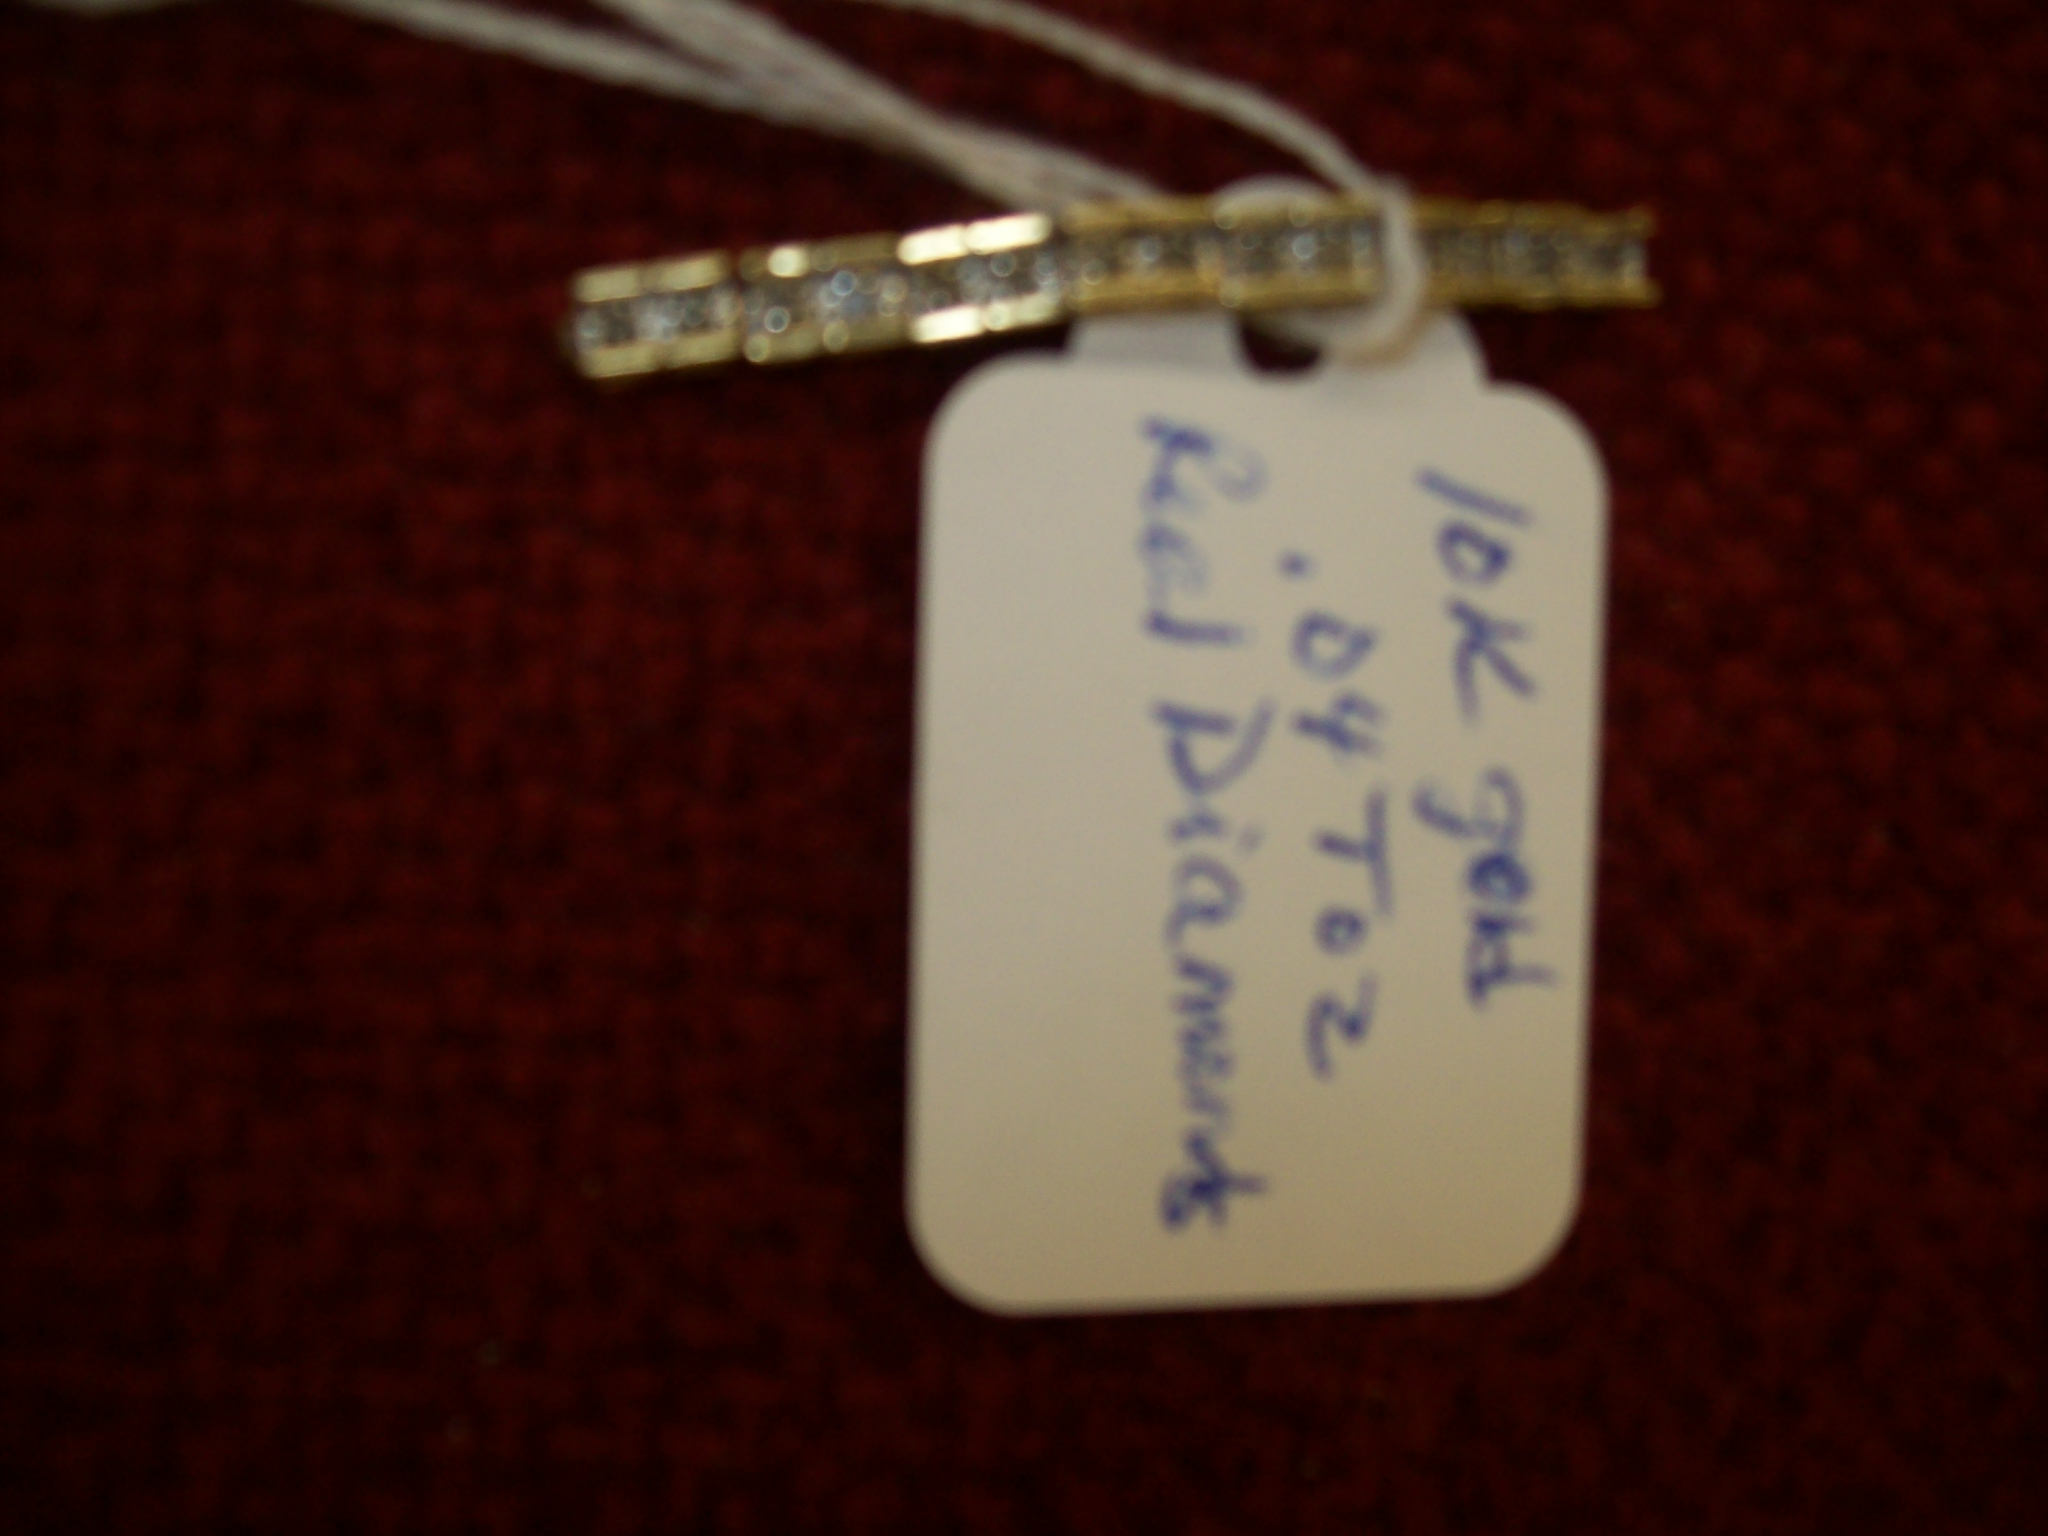 10K gold
.04 TOZ
Real Diamonds